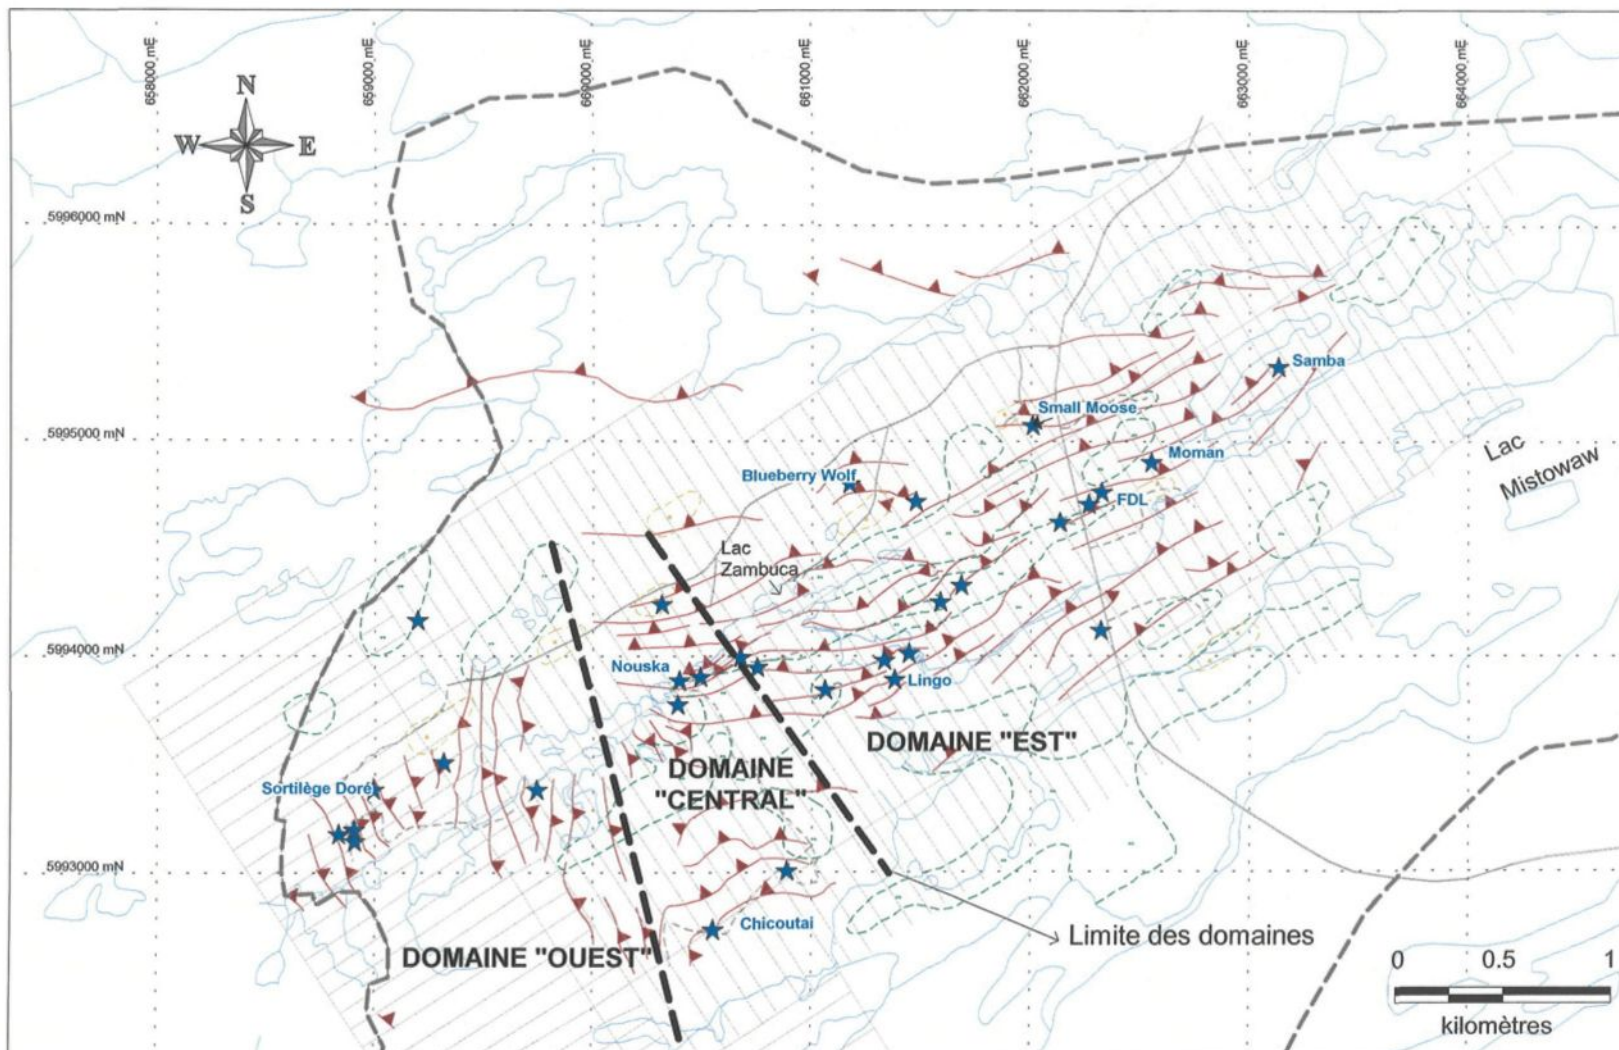 658000 mE
659000 mE
660000 mE
661000 mE
662000 mE
663000 mE
664000 mE
N
W E
S
5996000 mN
5995000 mN
5994000 mN
5993000 mN
Samba
Small Moose
Moman
Blueberry Wolf
FDL
Lac
Mistowaw
Lac
Zambuca
Nouska
Lingo
DOMAINE "EST"
DOMAINE
"CENTRAL"
Sortilège Doré
Chicoutai
DOMAINE "OUEST"
Limite des domaines
0 0.5 1
kilomètres